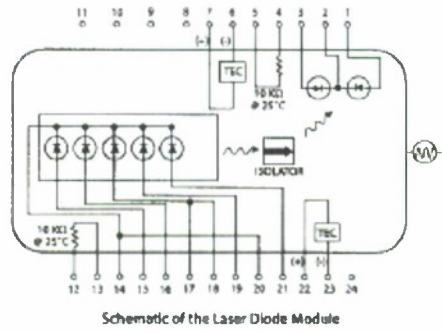 11 10 9 8 7 6 5 4 3 2 1
(-) (-)
TEC
10 KΩ
@ 25°C
ISOLATOR
10 KΩ
@ 25°C
TEC
(+) (-)
12 13 14 15 16 17 18 19 20 21 22 23 24
Schematic of the Laser Diode Module